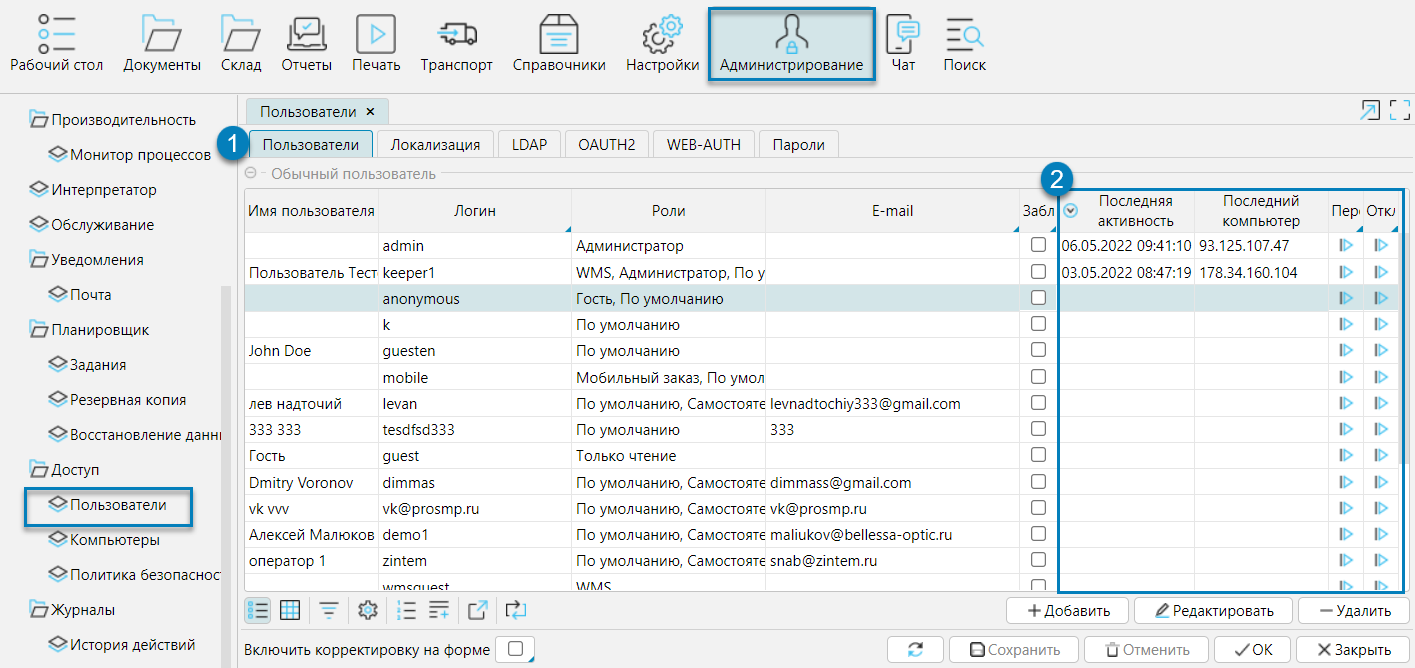 Рабочий стол Документы Склад Отчеты Печать Транспорт Справочники Настройки Администрирование Чат Поиск
Производительность
Монитор процессов
Интерпретатор
Обслуживание
Уведомления
Почта
Планировщик
Задания
Резервная копия
Восстановление данн
Доступ
Пользователи
Компьютеры
Политика безопаснос
Журналы
История действий
Пользователи ×
1 Пользователи Локализация LDAP OAUTH2 WEB-AUTH Пароли
Обычный пользователь
2
Имя пользователя Логин Роли E-mail Забл Последняя активность Последний компьютер Пере Откл
admin Администратор 06.05.2022 09:41:10 93.125.107.47
Пользователь Тест keeper1 WMS, Администратор, По у 03.05.2022 08:47:19 178.34.160.104
anonymous Гость, По умолчанию
k По умолчанию
John Doe guesten По умолчанию
mobile Мобильный заказ, По умол
лев надточий levan По умолчанию, Самостояте levnadtochiy333@gmail.com
333 333 tesdfsd333 По умолчанию 333
Гость guest Только чтение
Dmitry Voronov dimmas По умолчанию, Самостояте dimmass@gmail.com
vk vvv vk@prosmp.ru По умолчанию, Самостояте vk@prosmp.ru
Алексей Малюков demo1 По умолчанию, Самостояте maliukov@bellessa-optic.ru
оператор 1 zintem По умолчанию, Самостояте snab@zintem.ru
wmsguest WMS
Добавить Редактировать Удалить
Включить корректировку на форме Сохранить Отменить OK Закрыть